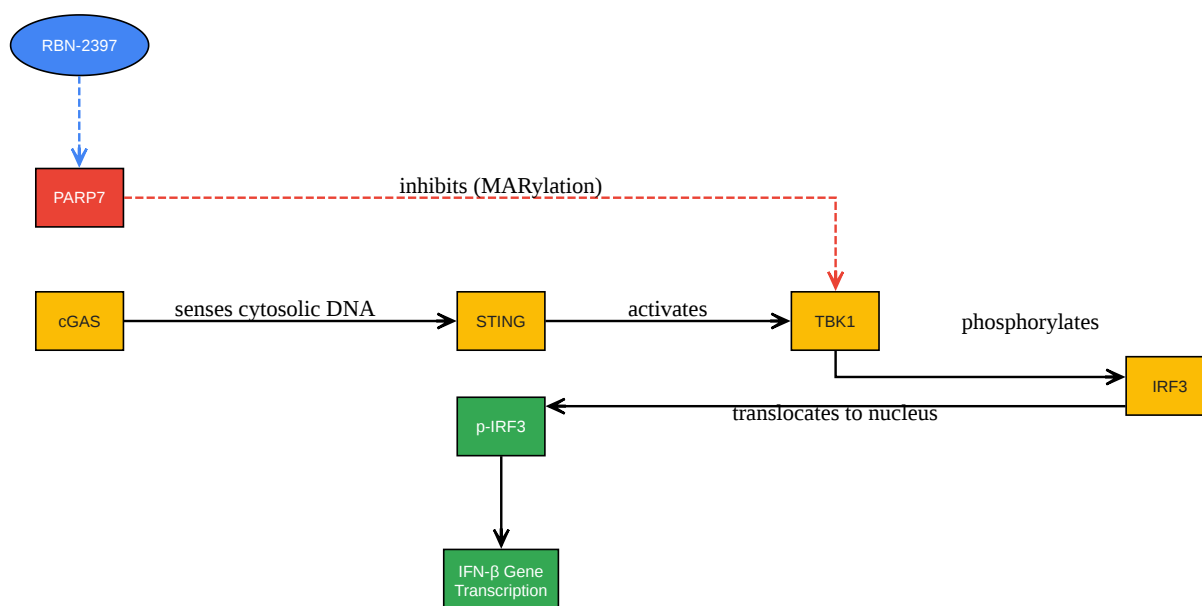 RBN-2397
PARP7
inhibits (MARylation)
cGAS
senses cytosolic DNA
STING
activates
TBK1
phosphorylates
IRF3
translocates to nucleus
p-IRF3
IFN-β Gene
Transcription